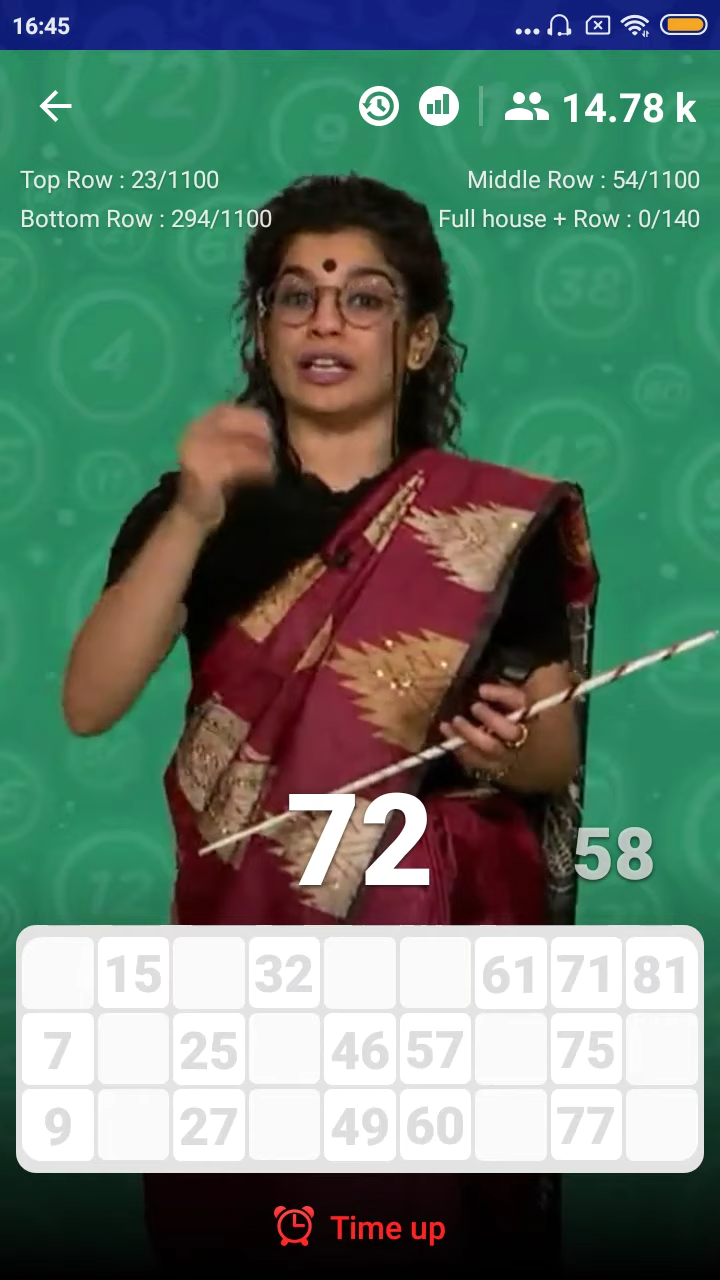 16:45
14.78 k
Top Row : 23/1100
Middle Row : 54/1100
Bottom Row : 294/1100
Full house + Row : 0/140
72
58
15 32 61 71 81
7 25 46 57 75
9 27 49 60 77
Time up